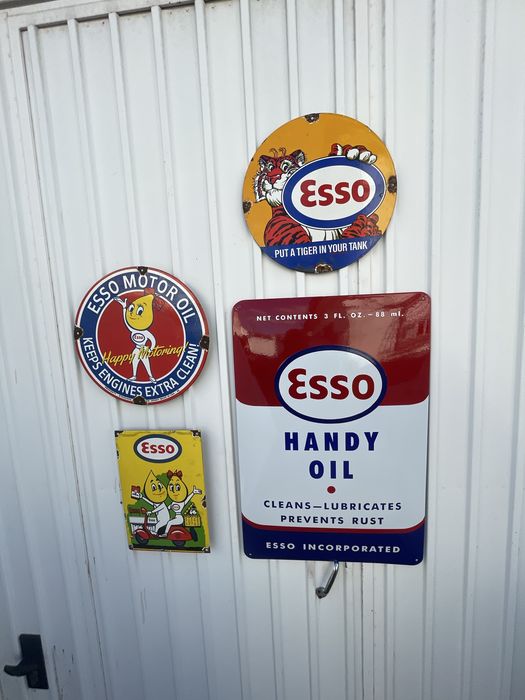 Esso
PUT A TIGER IN YOUR TANK
ESSO MOTOR OIL
Esso
Happy Motoring!
KEEPS ENGINES EXTRA CLEAN!
NET CONTENTS 3 FL. OZ. – 88 ml.
Esso
HANDY
OIL
CLEANS—LUBRICATES
PREVENTS RUST
ESSO INCORPORATED
Esso